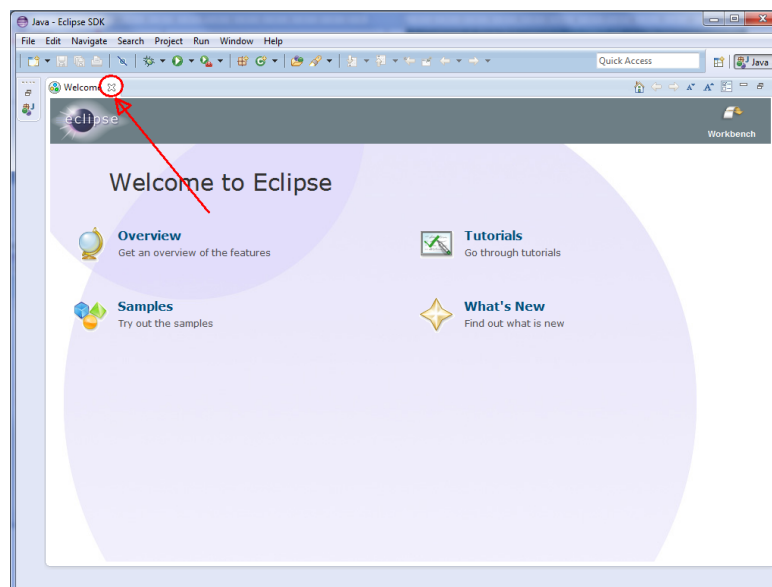 Java - Eclipse SDK
File Edit Navigate Search Project Run Window Help
Quick Access
Java
Welcome
eclipse
Workbench
Welcome to Eclipse
Overview
Get an overview of the features
Tutorials
Go through tutorials
Samples
Try out the samples
What's New
Find out what is new